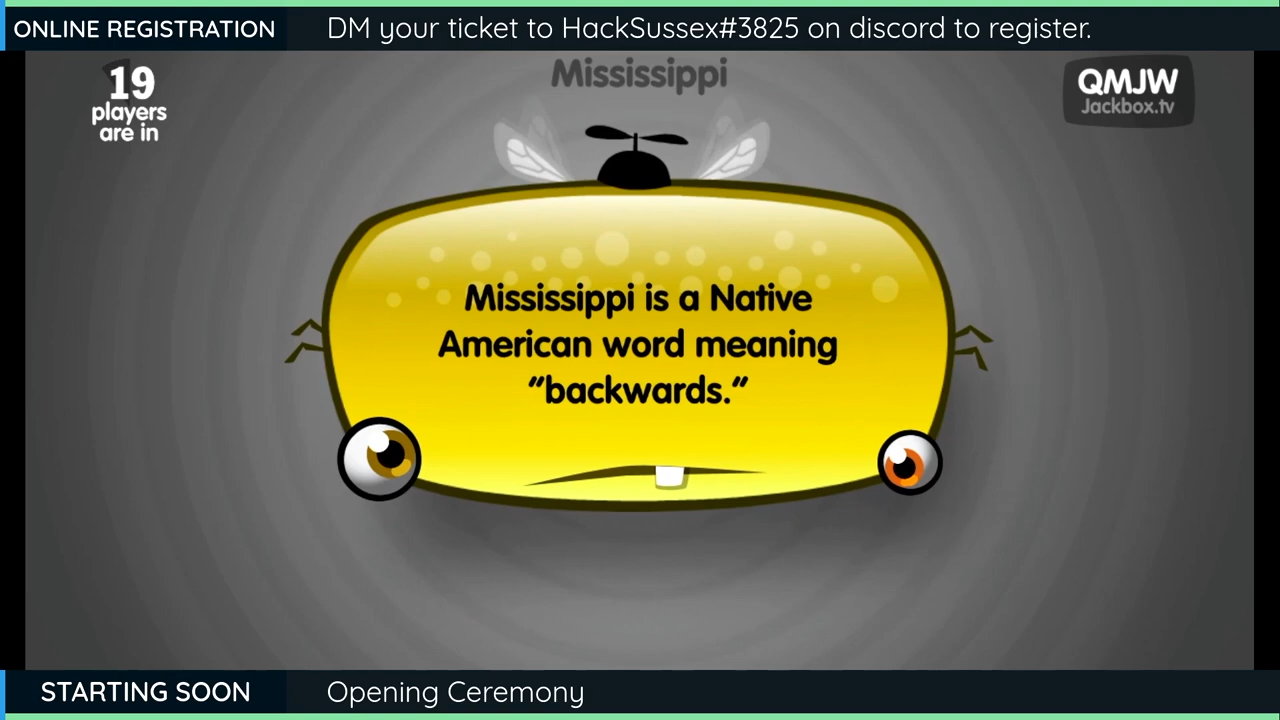 ONLINE REGISTRATION
DM your ticket to HackSussex#3825 on discord to register.
19
players
are in
Mississippi
QMJW
Jackbox.tv
Mississippi is a Native
American word meaning
"backwards."
STARTING SOON
Opening Ceremony